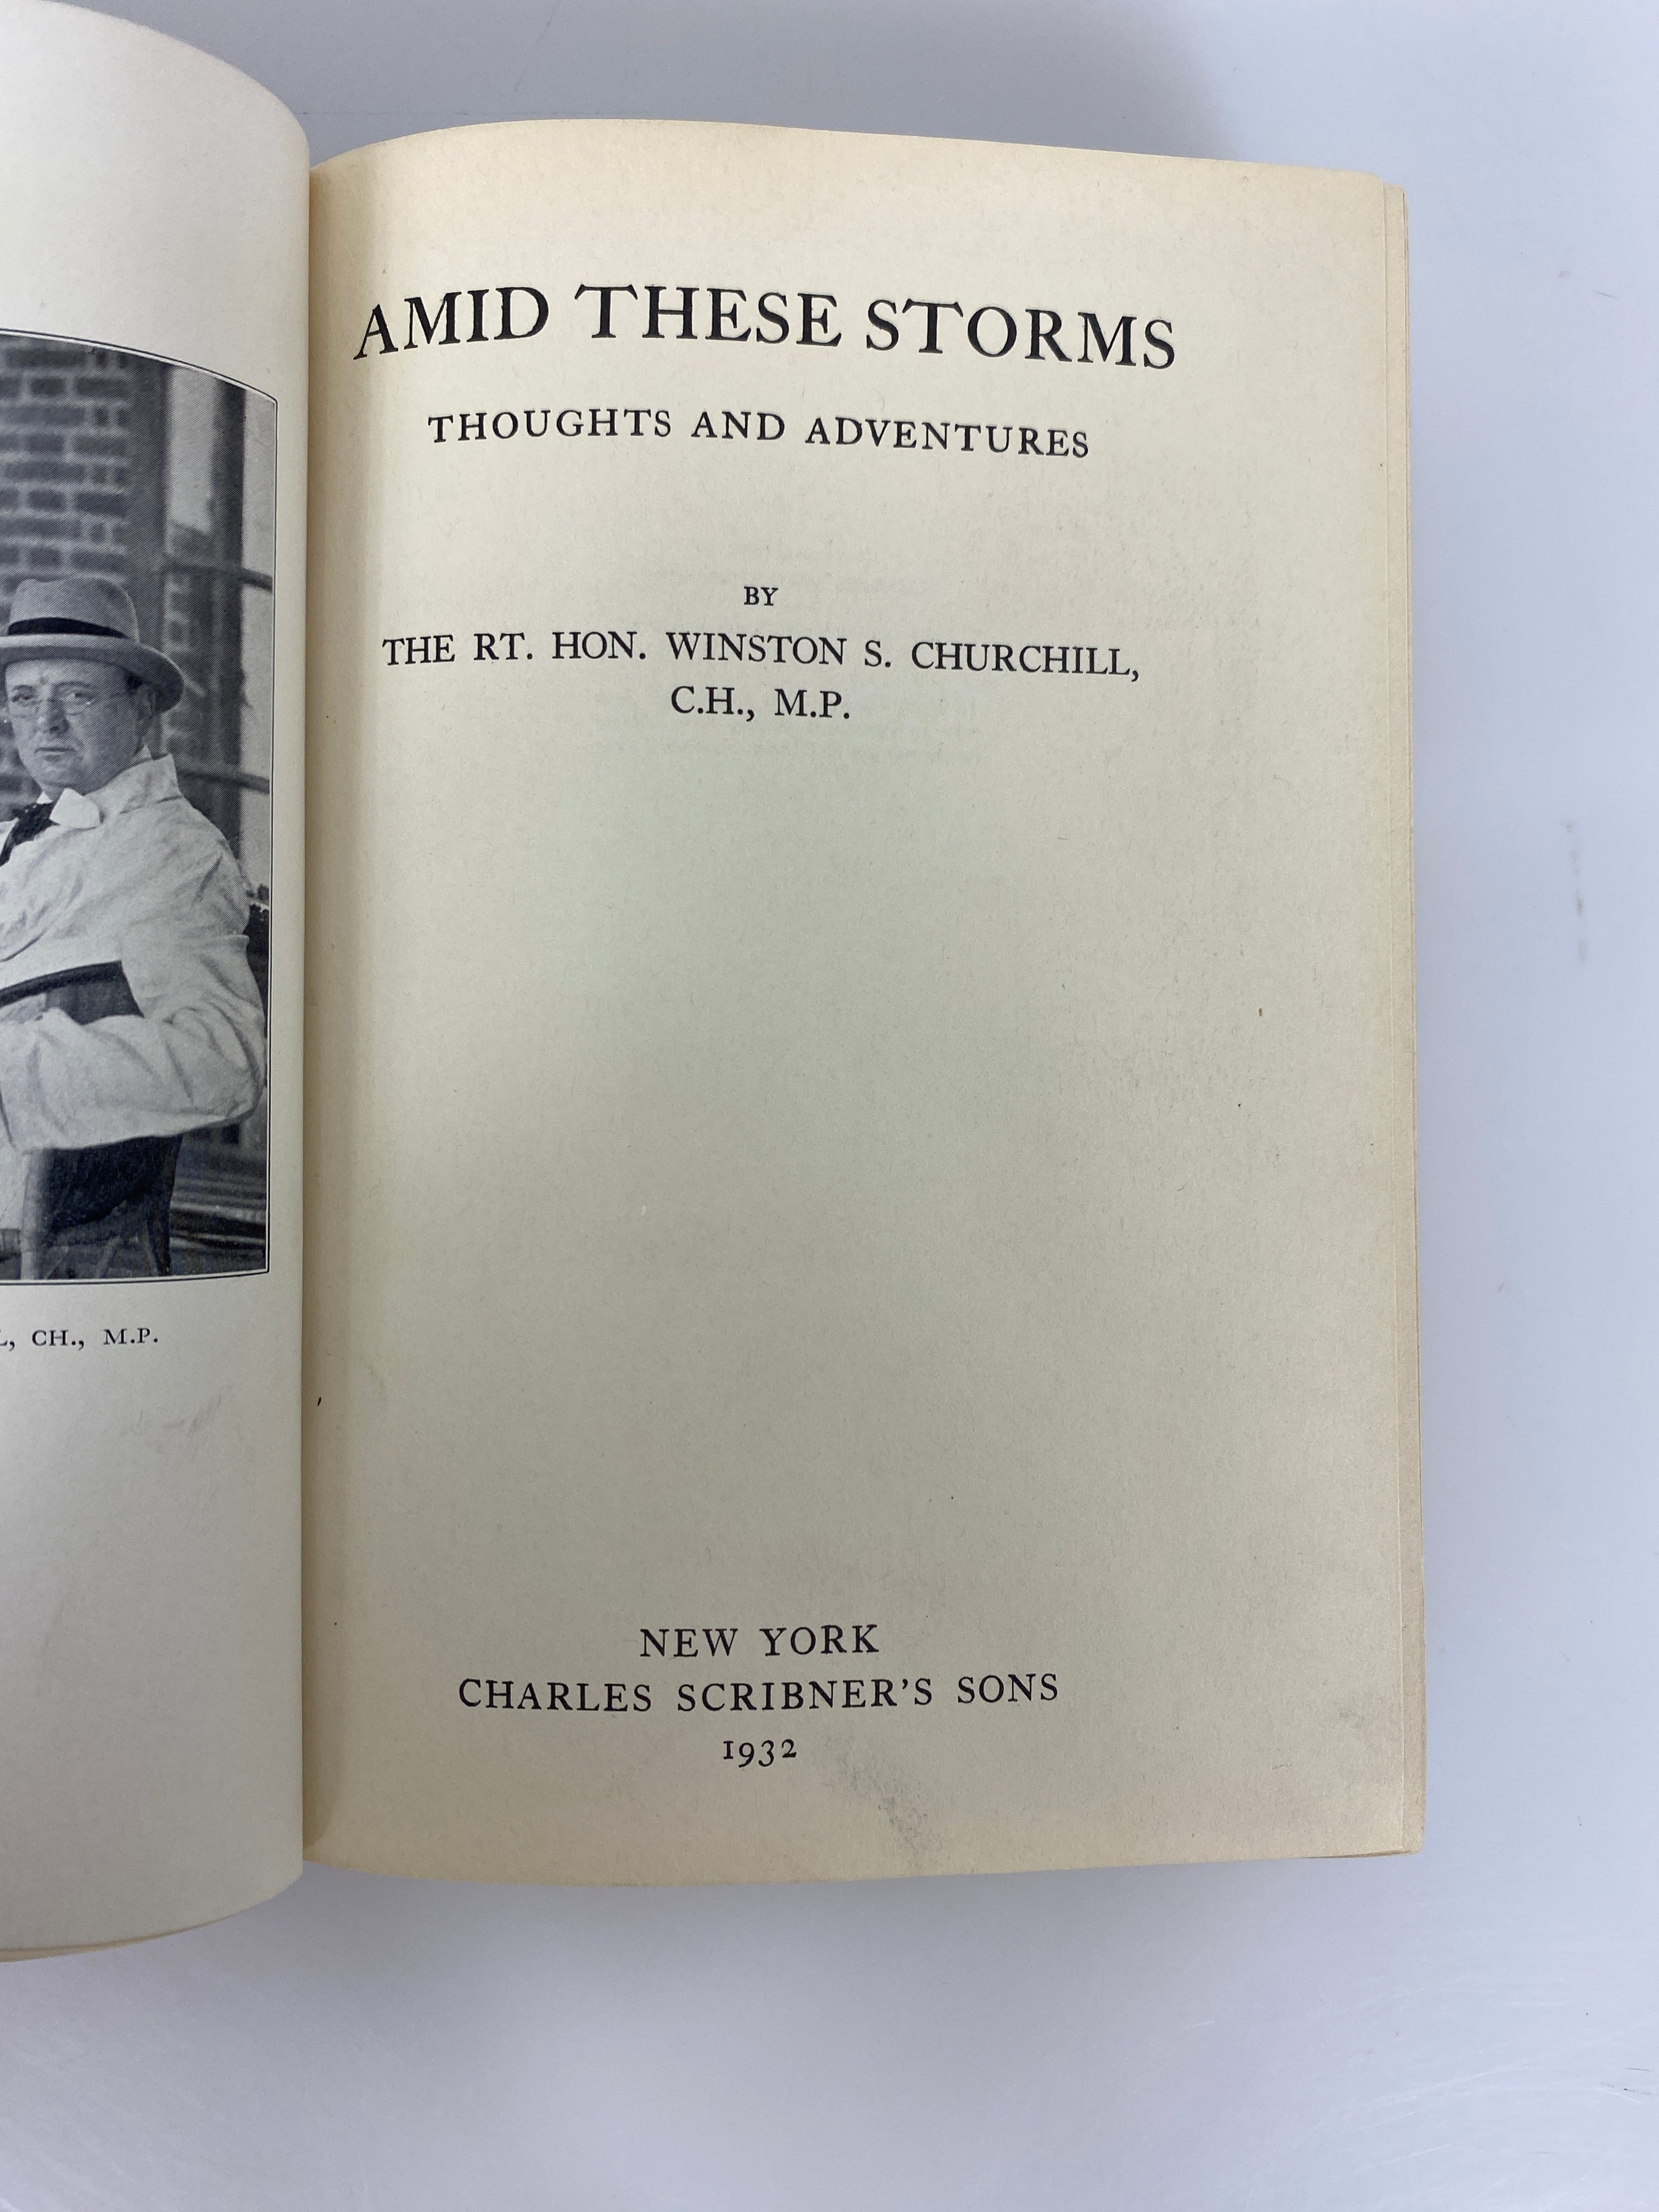 AMID THESE STORMS
THOUGHTS AND ADVENTURES
BY
THE RT. HON. WINSTON S. CHURCHILL,
C.H., M.P.
NEW YORK
CHARLES SCRIBNER'S SONS
1932
L, CH., M.P.